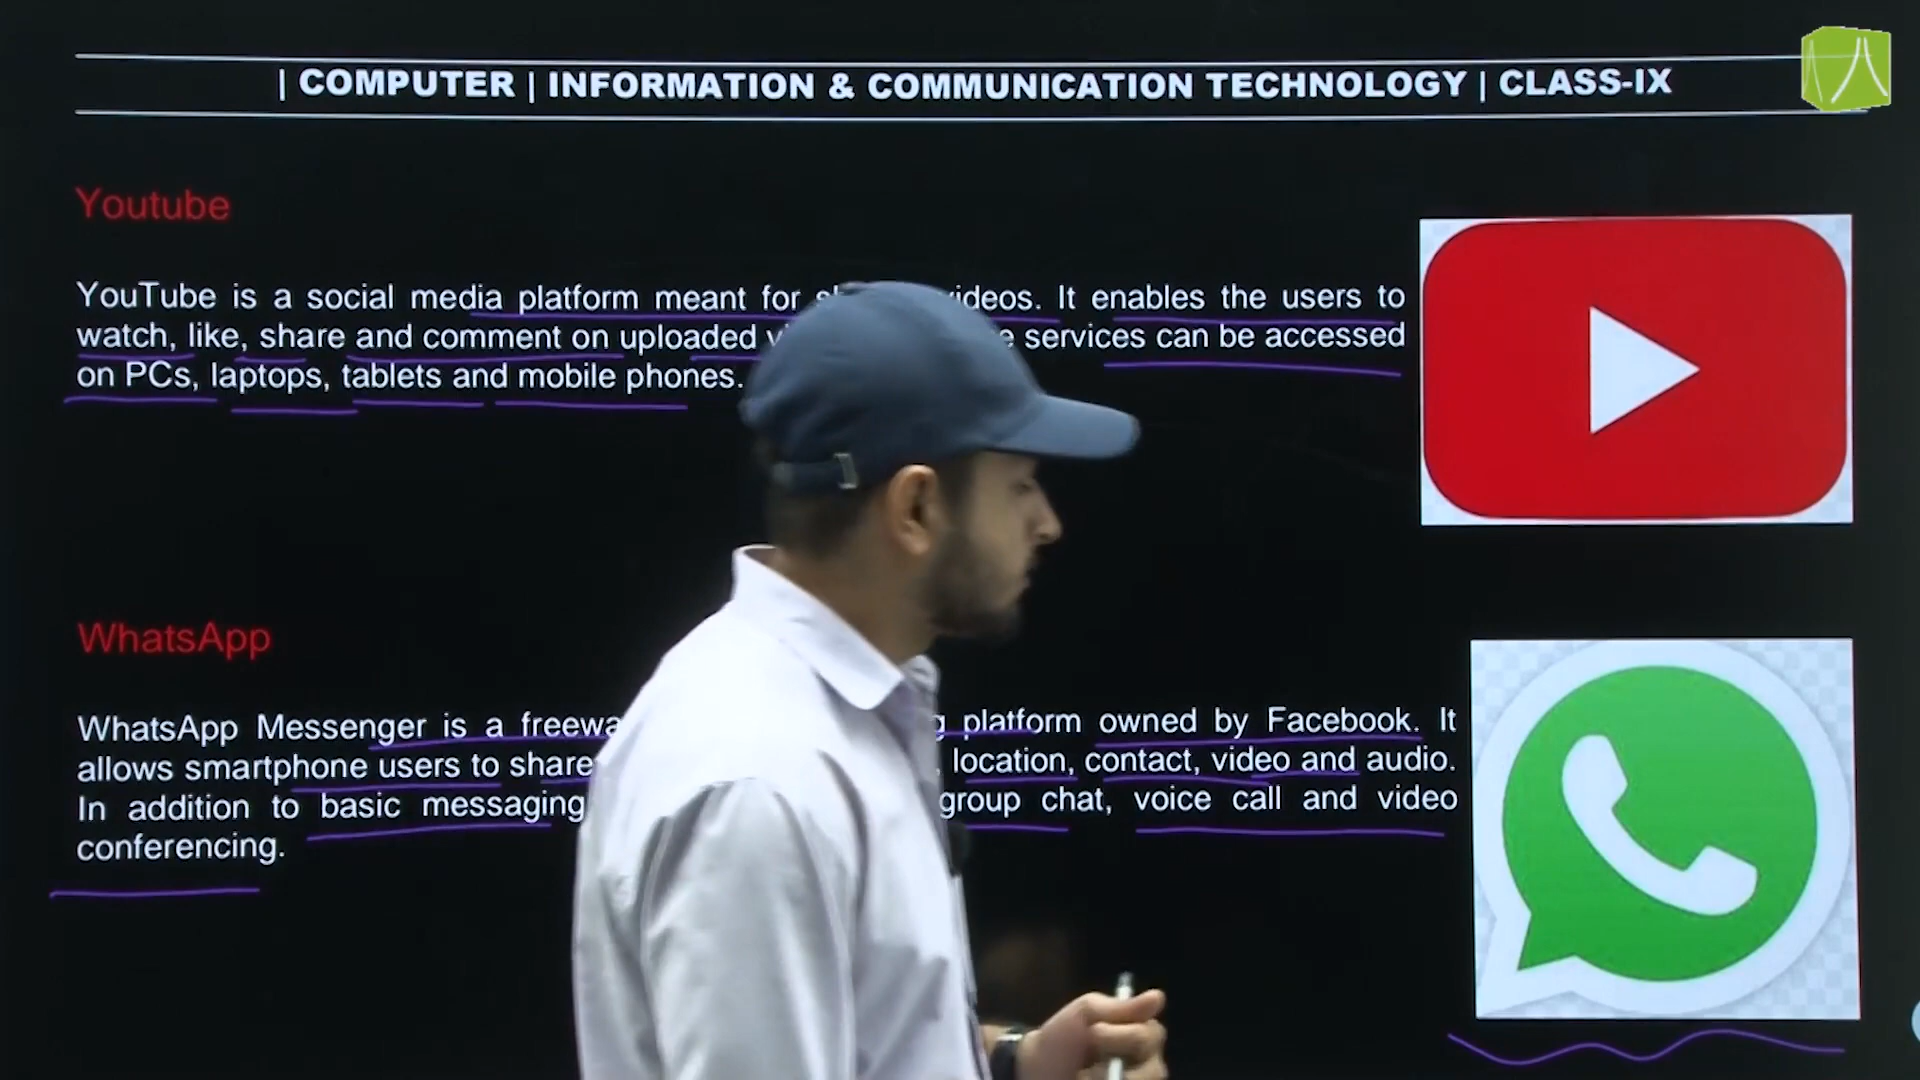 | COMPUTER | INFORMATION & COMMUNICATION TECHNOLOGY | CLASS-IX
Youtube
YouTube is a social media platform meant for videos. It enables the users to
watch, like, share and comment on uploaded services can be accessed
on PCs, laptops, tablets and mobile phones.
WhatsApp
WhatsApp Messenger is a platform owned by Facebook. It
allows smartphone users to share location, contact, video and audio.
In addition to basic messaging group chat, voice call and video
conferencing.